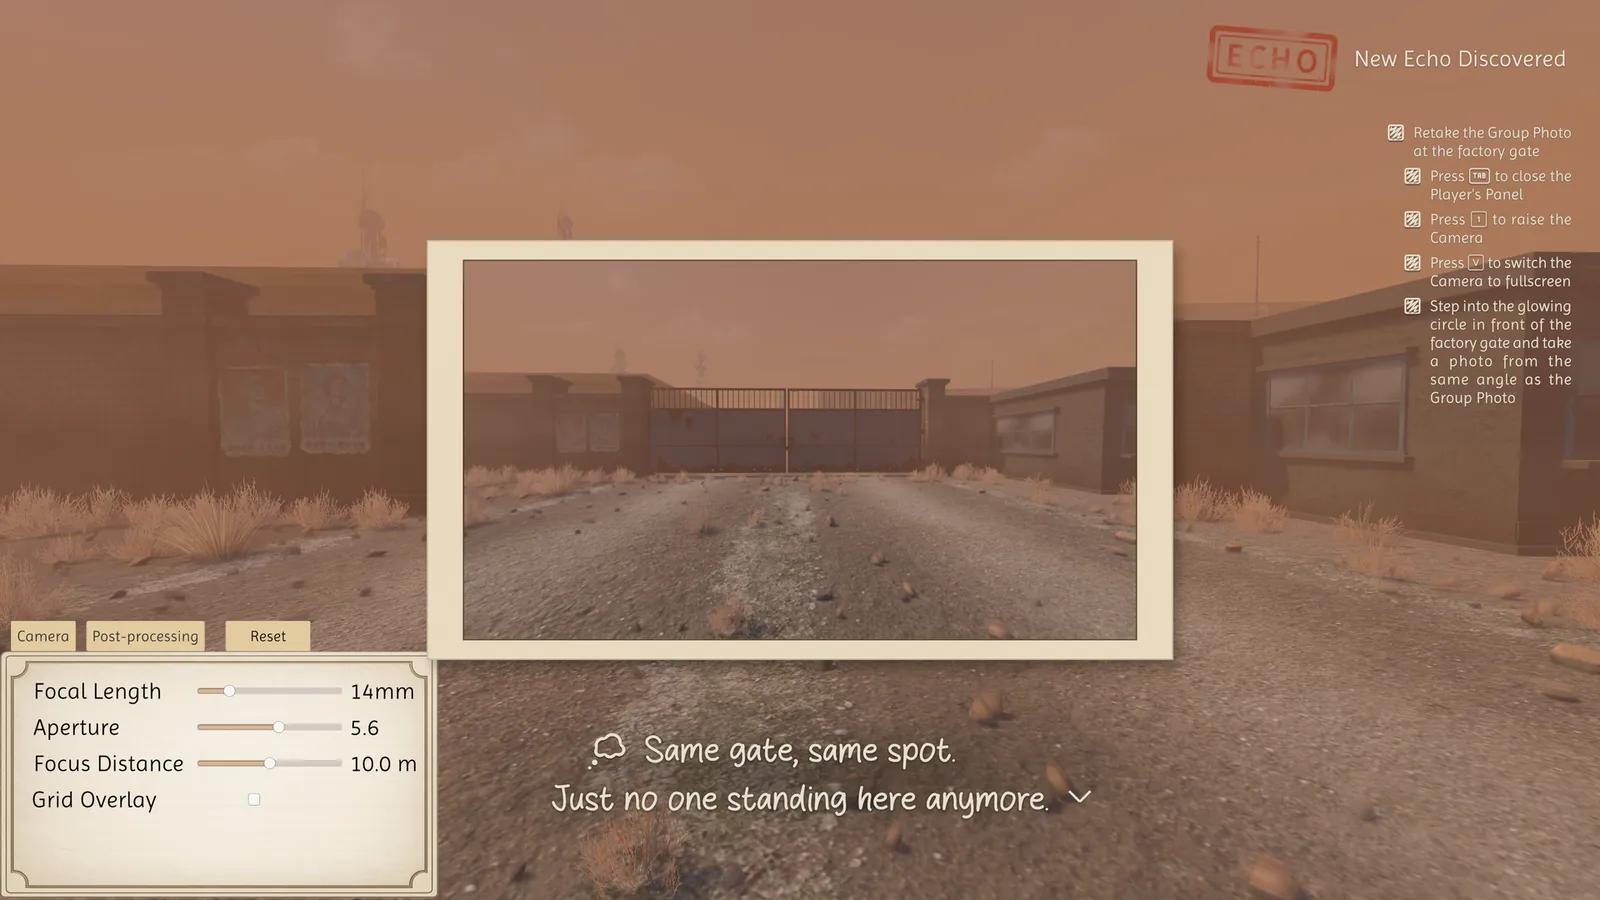 ECHO
New Echo Discovered
Retake the Group Photo
at the factory gate
Press TAB to close the
Player's Panel
Press 1 to raise the
Camera
Press V to switch the
Camera to fullscreen
Step into the glowing
circle in front of the
factory gate and take
a photo from the
same angle as the
Group Photo
Camera
Post-processing
Reset
Focal Length 14mm
Aperture 5.6
Focus Distance 10.0 m
Grid Overlay
Same gate, same spot.
Just no one standing here anymore.